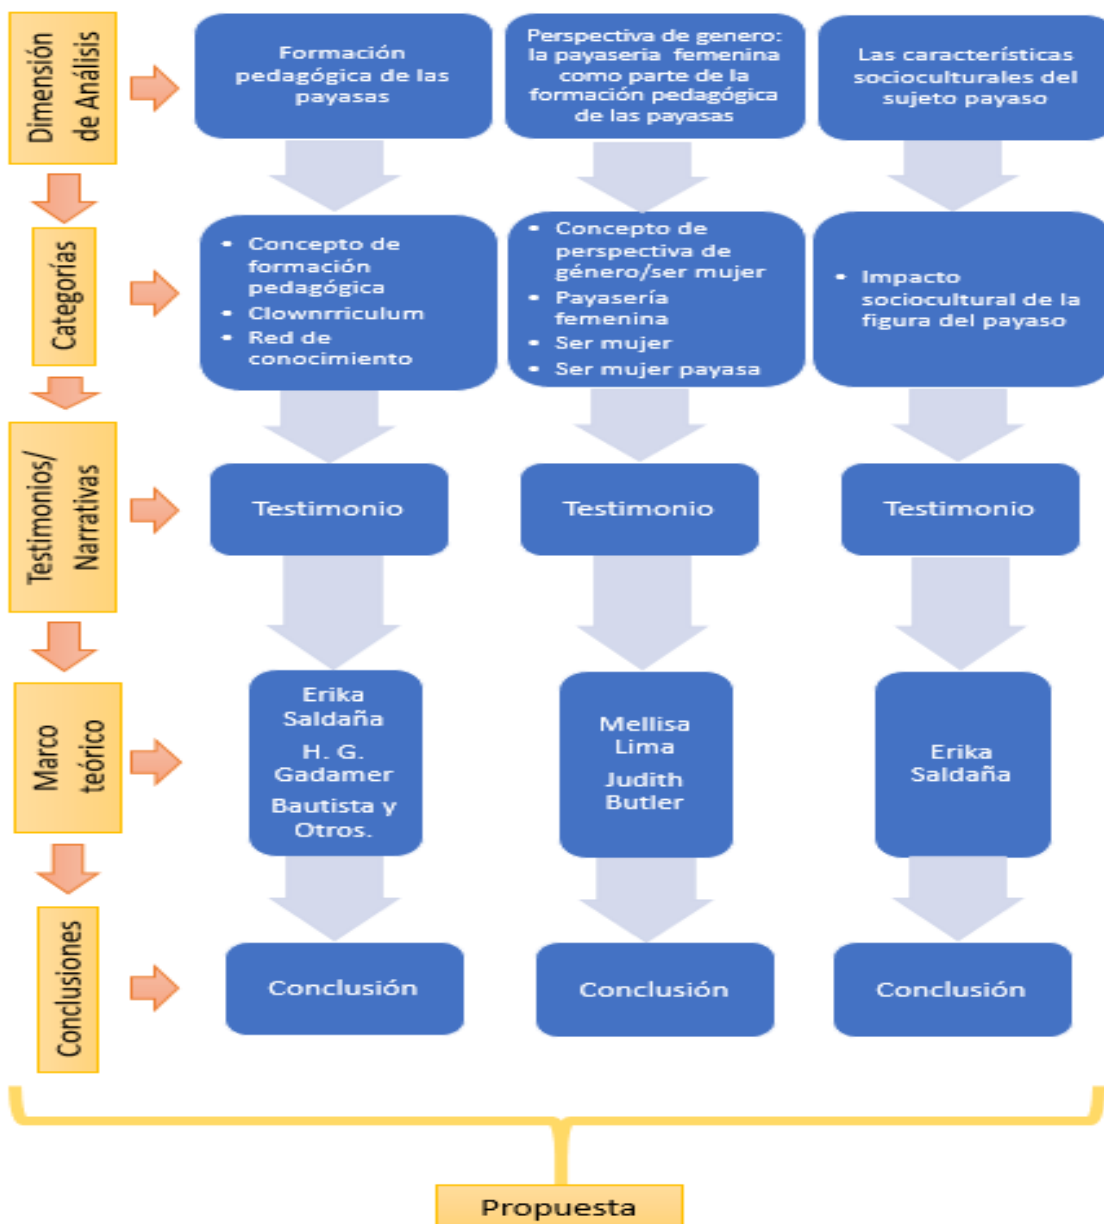 Dimensión
de Análisis
Formación
pedagógica de las
payasas
Perspectiva de genero:
la payaseria femenina
como parte de la
formación pedagógica
de las payasas
Las características
socioculturales del
sujeto payaso
Categorías
• Concepto de
formación
pedagógica
• Clownrriculum
• Red de
conocimiento
• Concepto de
perspectiva de
género/ser mujer
• Payasería
femenina
• Ser mujer
• Ser mujer payasa
• Impacto
sociocultural de la
figura del payaso
Testimonios/
Narrativas
Testimonio
Testimonio
Testimonio
Marco
teórico
Erika
Saldaña
H. G.
Gadamer
Bautista y
Otros.
Mellisa
Lima
Judith
Butler
Erika
Saldaña
Conclusiones
Conclusión
Conclusión
Conclusión
Propuesta